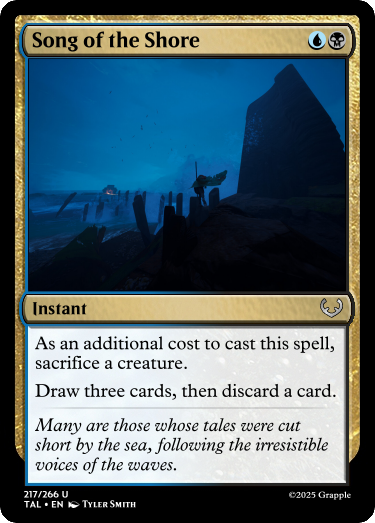 Song of the Shore
Instant
As an additional cost to cast this spell,
sacrifice a creature.
Draw three cards, then discard a card.
Many are those whose tales were cut
short by the sea, following the irresistible
voices of the waves.
217/266 U
TAL • EN Tyler Smith
©2025 Grapple